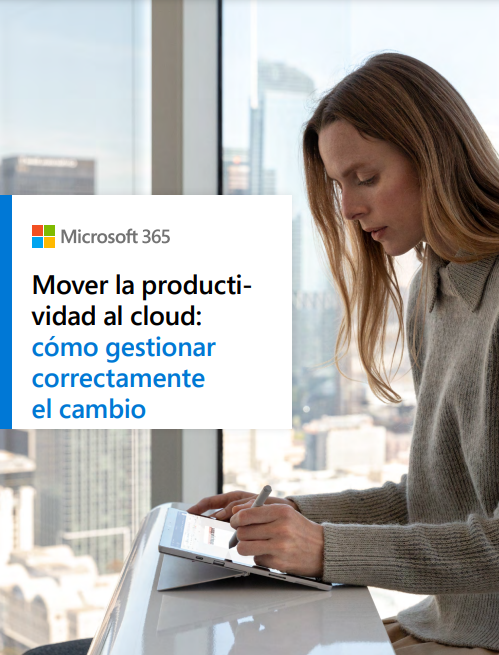 Microsoft 365
Mover la producti-
vidad al cloud:
cómo gestionar
correctamente
el cambio